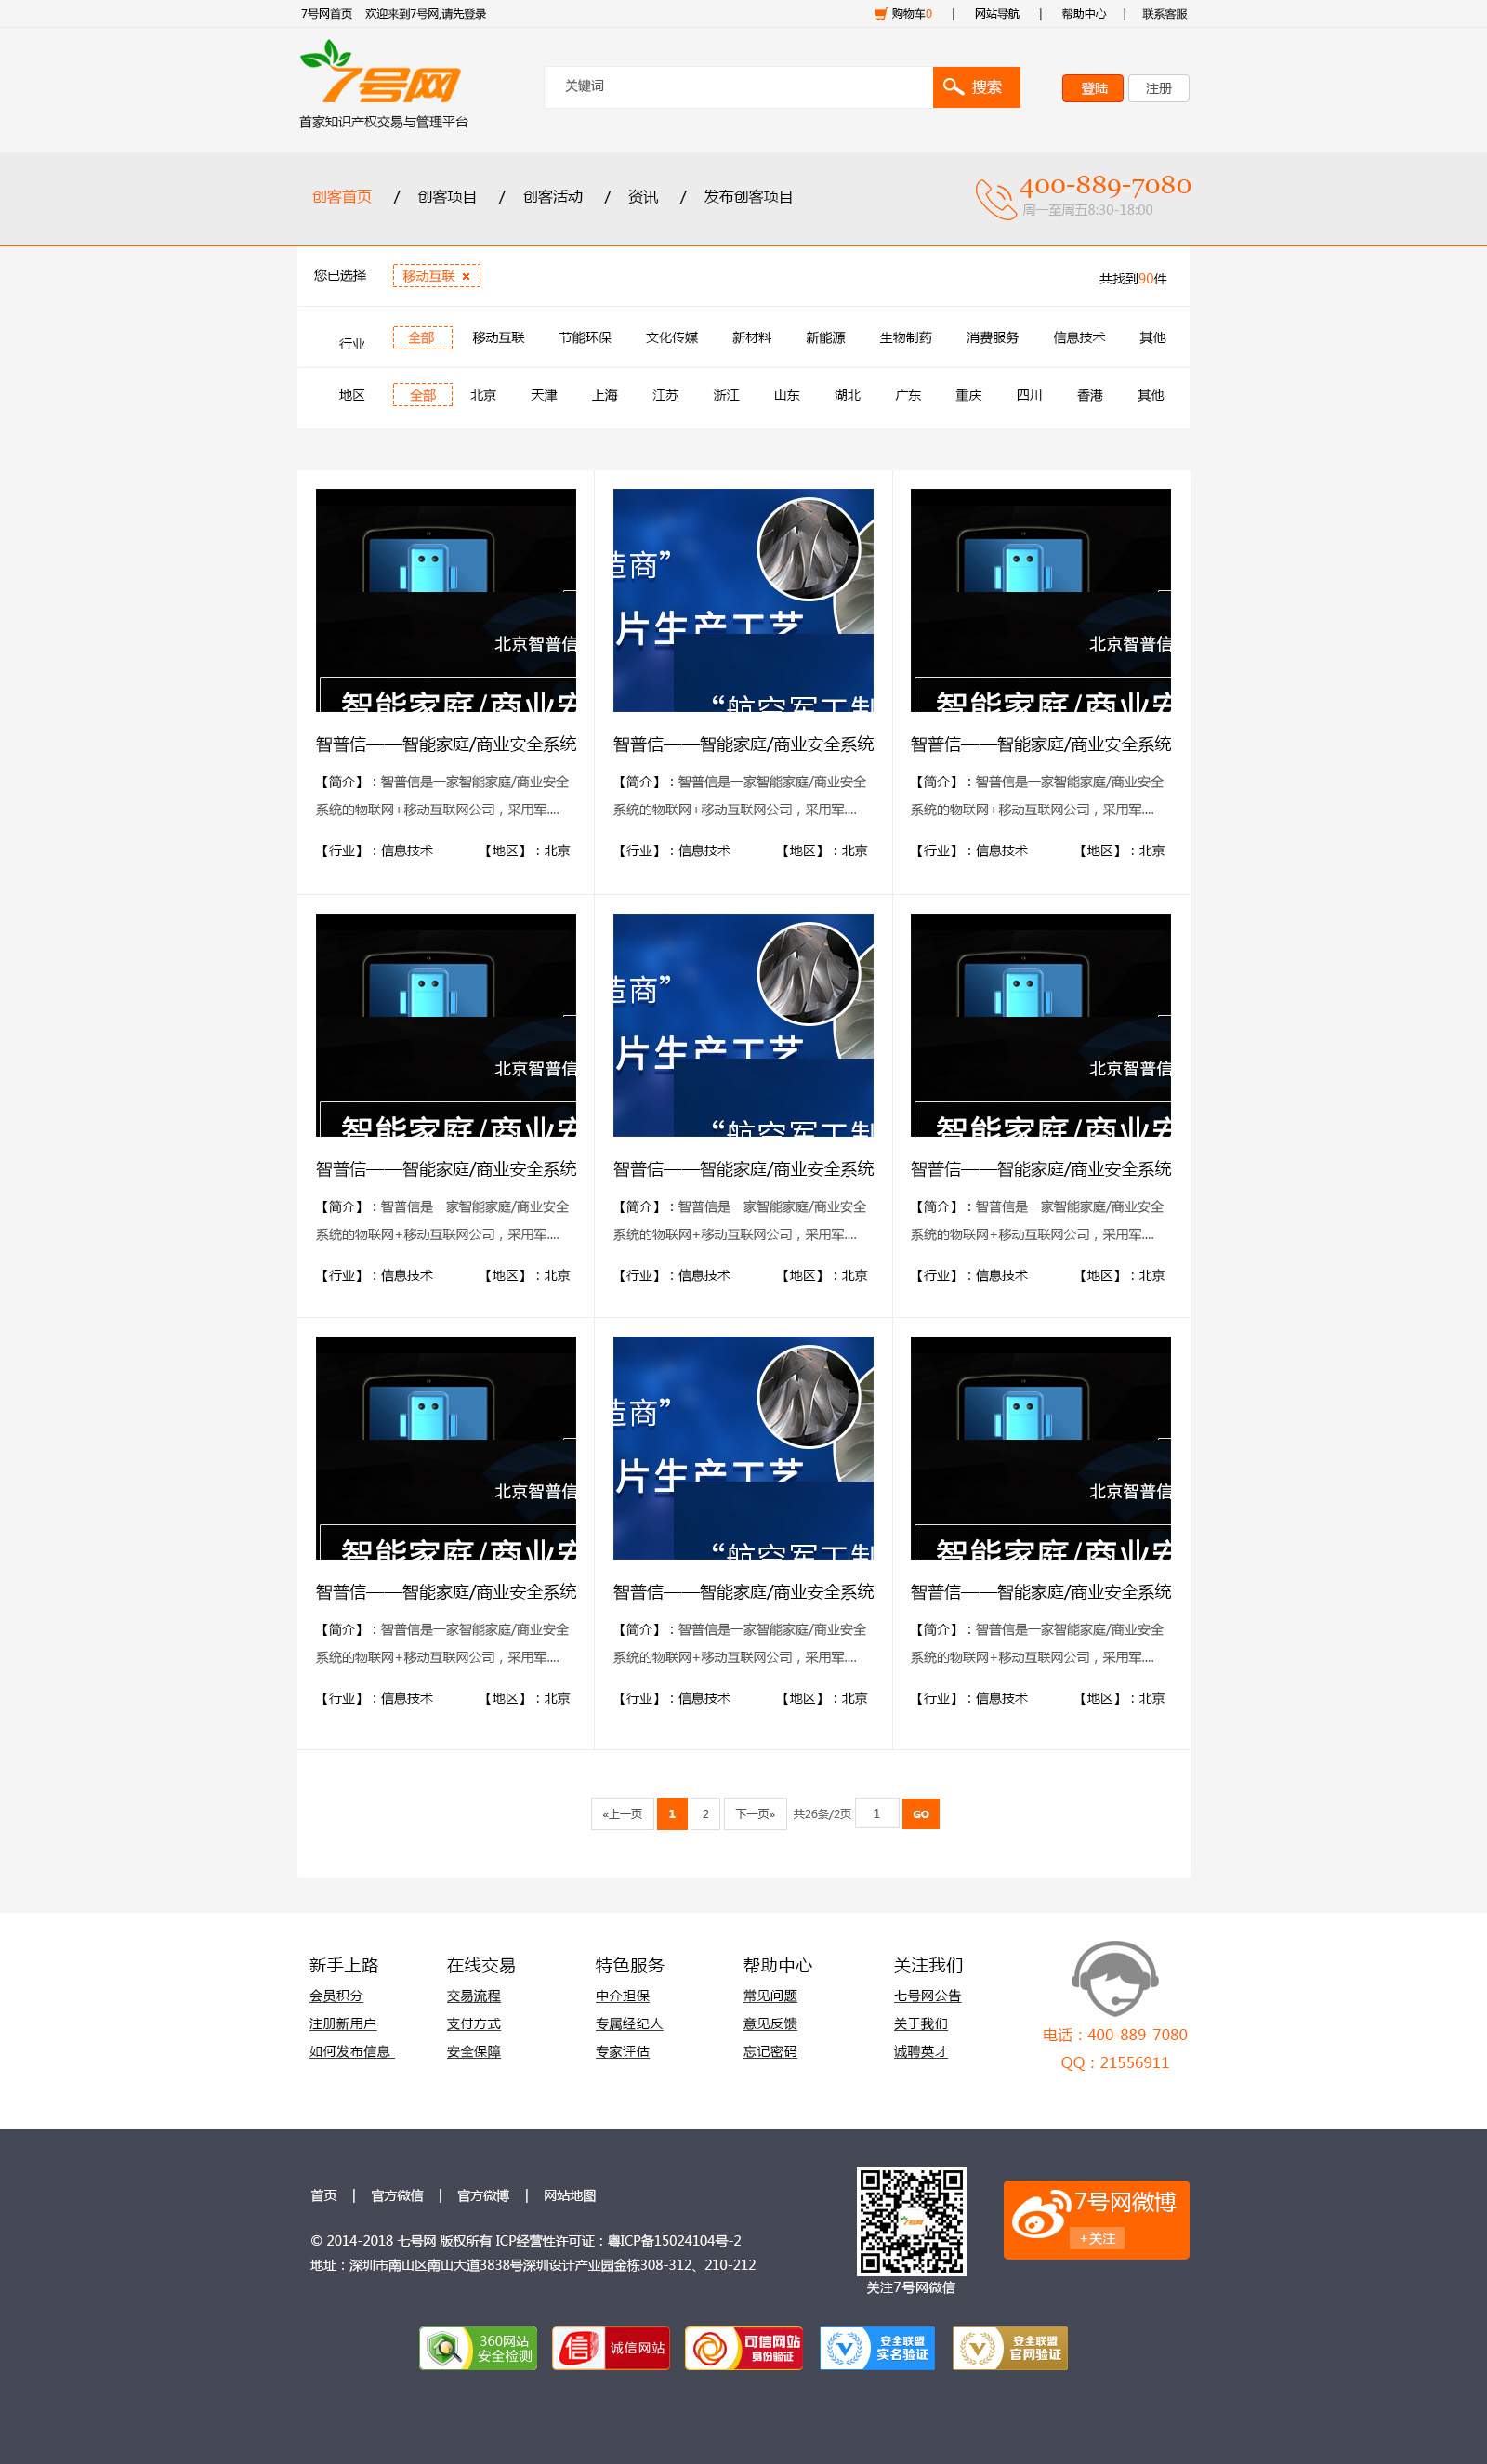 7号网首页 欢迎来到7号网,请先登录 购物车0 | 网站导航 | 帮助中心 | 联系客服
7号网
首家知识产权交易与管理平台
关键词 搜索 登陆 注册
创客首页 / 创客项目 / 创客活动 / 资讯 / 发布创客项目
400-889-7080
周一至周五8:30-18:00
您已选择 移动互联 × 共找到90件
行业 全部 移动互联 节能环保 文化传媒 新材料 新能源 生物制药 消费服务 信息技术 其他
地区 全部 北京 天津 上海 江苏 浙江 山东 湖北 广东 重庆 四川 香港 其他
北京智普信
智能家庭/商业安
造商”
片生产工艺
“航空军工制
北京智普信
智能家庭/商业安
智普信——智能家庭/商业安全系统 智普信——智能家庭/商业安全系统 智普信——智能家庭/商业安全系统
【简介】:智普信是一家智能家庭/商业安全 【简介】:智普信是一家智能家庭/商业安全 【简介】:智普信是一家智能家庭/商业安全
系统的物联网+移动互联网公司，采用军.... 系统的物联网+移动互联网公司，采用军.... 系统的物联网+移动互联网公司，采用军....
【行业】:信息技术 【地区】:北京 【行业】:信息技术 【地区】:北京 【行业】:信息技术 【地区】:北京
北京智普信
智能家庭/商业安
造商”
片生产工艺
“航空军工制
北京智普信
智能家庭/商业安
智普信——智能家庭/商业安全系统 智普信——智能家庭/商业安全系统 智普信——智能家庭/商业安全系统
【简介】:智普信是一家智能家庭/商业安全 【简介】:智普信是一家智能家庭/商业安全 【简介】:智普信是一家智能家庭/商业安全
系统的物联网+移动互联网公司，采用军.... 系统的物联网+移动互联网公司，采用军.... 系统的物联网+移动互联网公司，采用军....
【行业】:信息技术 【地区】:北京 【行业】:信息技术 【地区】:北京 【行业】:信息技术 【地区】:北京
北京智普信
智能家庭/商业安
造商”
片生产工艺
“航空军工制
北京智普信
智能家庭/商业安
智普信——智能家庭/商业安全系统 智普信——智能家庭/商业安全系统 智普信——智能家庭/商业安全系统
【简介】:智普信是一家智能家庭/商业安全 【简介】:智普信是一家智能家庭/商业安全 【简介】:智普信是一家智能家庭/商业安全
系统的物联网+移动互联网公司，采用军.... 系统的物联网+移动互联网公司，采用军.... 系统的物联网+移动互联网公司，采用军....
【行业】:信息技术 【地区】:北京 【行业】:信息技术 【地区】:北京 【行业】:信息技术 【地区】:北京
«上一页 1 2 下一页» 共26条/2页 1 GO
新手上路 在线交易 特色服务 帮助中心 关注我们
会员积分 交易流程 中介担保 常见问题 七号网公告
注册新用户 支付方式 专属经纪人 意见反馈 关于我们
如何发布信息 安全保障 专家评估 忘记密码 诚聘英才
电话：400-889-7080
QQ：21556911
首页 | 官方微信 | 官方微博 | 网站地图
© 2014-2018 七号网 版权所有 ICP经营性许可证：粤ICP备15024104号-2
地址：深圳市南山区南山大道3838号深圳设计产业园金栋308-312、210-212
7号网
关注7号网微信
7号网微博
+关注
360网站
安全检测
信 诚信网站
可信网站
身份验证
安全联盟
实名验证
安全联盟
官网验证